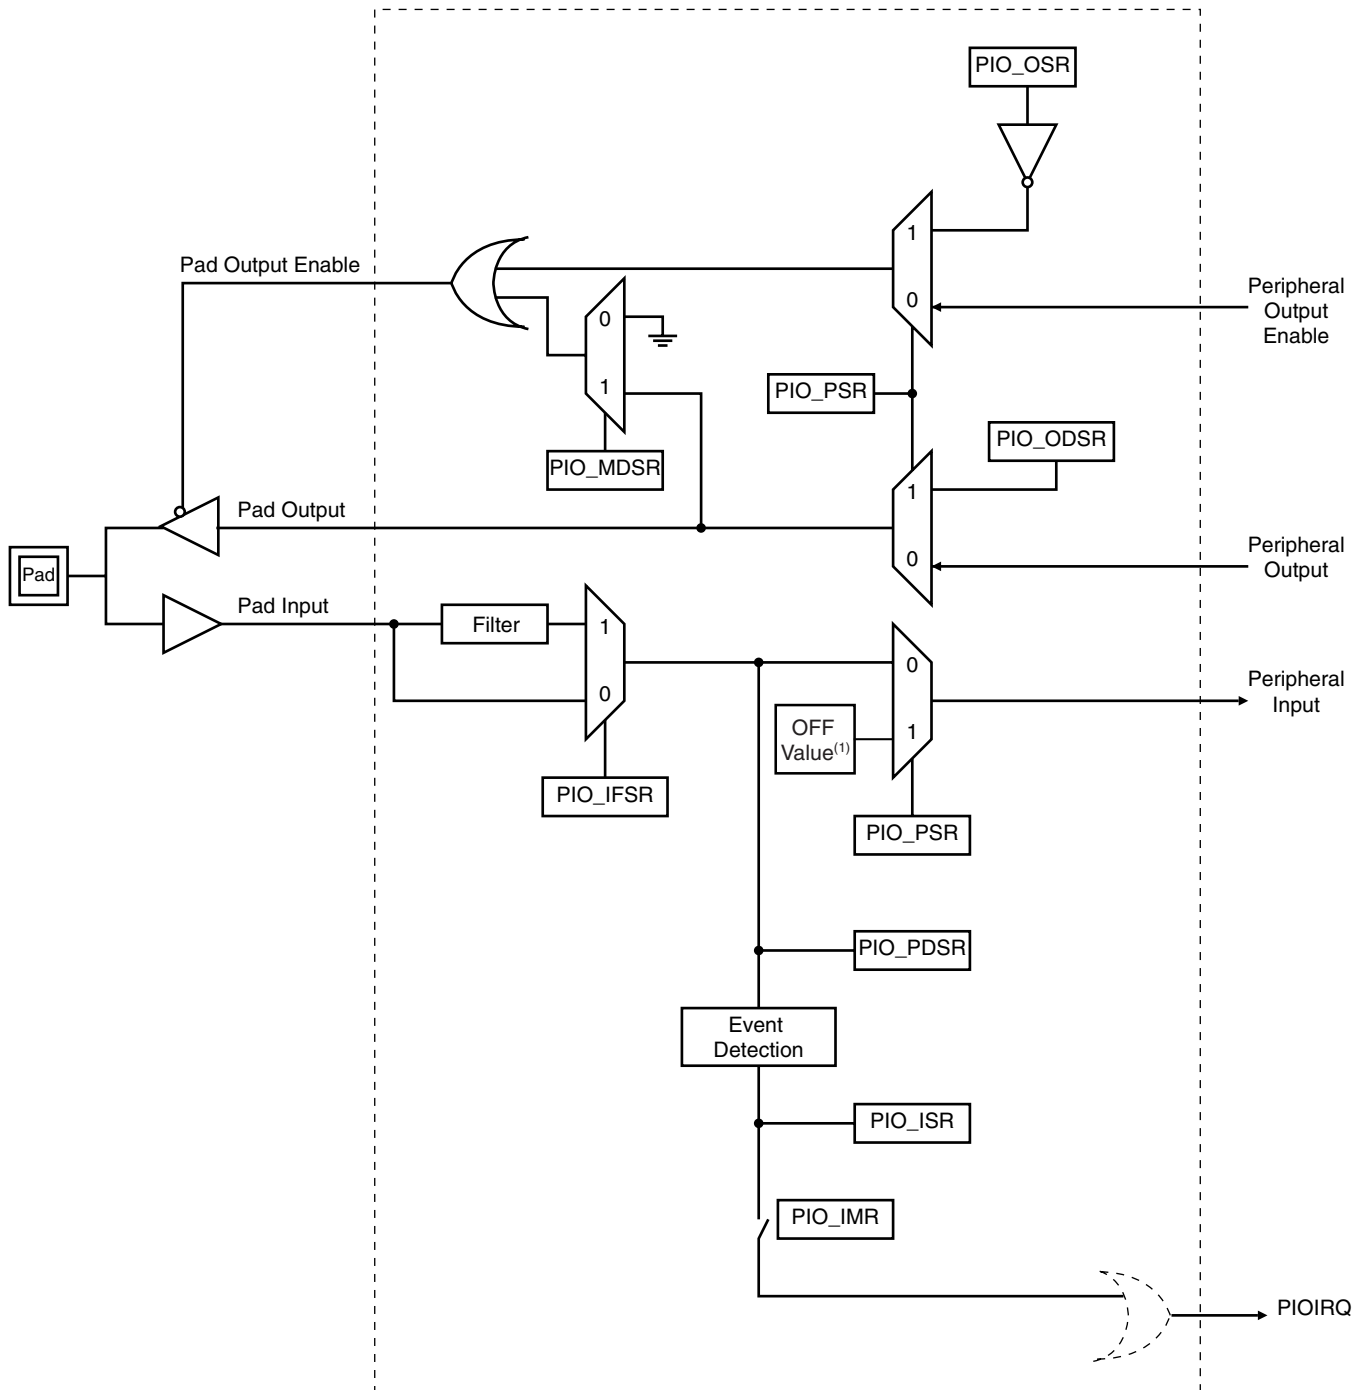 PIO_OSR
1
Pad Output Enable
0
Peripheral
Output
Enable
0
1
PIO_PSR
PIO_ODSR
PIO_MDSR
1
Pad Output
0
Peripheral
Output
Pad
Pad Input
Filter
1
0
0
Peripheral
Input
OFF
Value(1)
1
PIO_IFSR
PIO_PSR
PIO_PDSR
Event
Detection
PIO_ISR
PIO_IMR
PIOIRQ